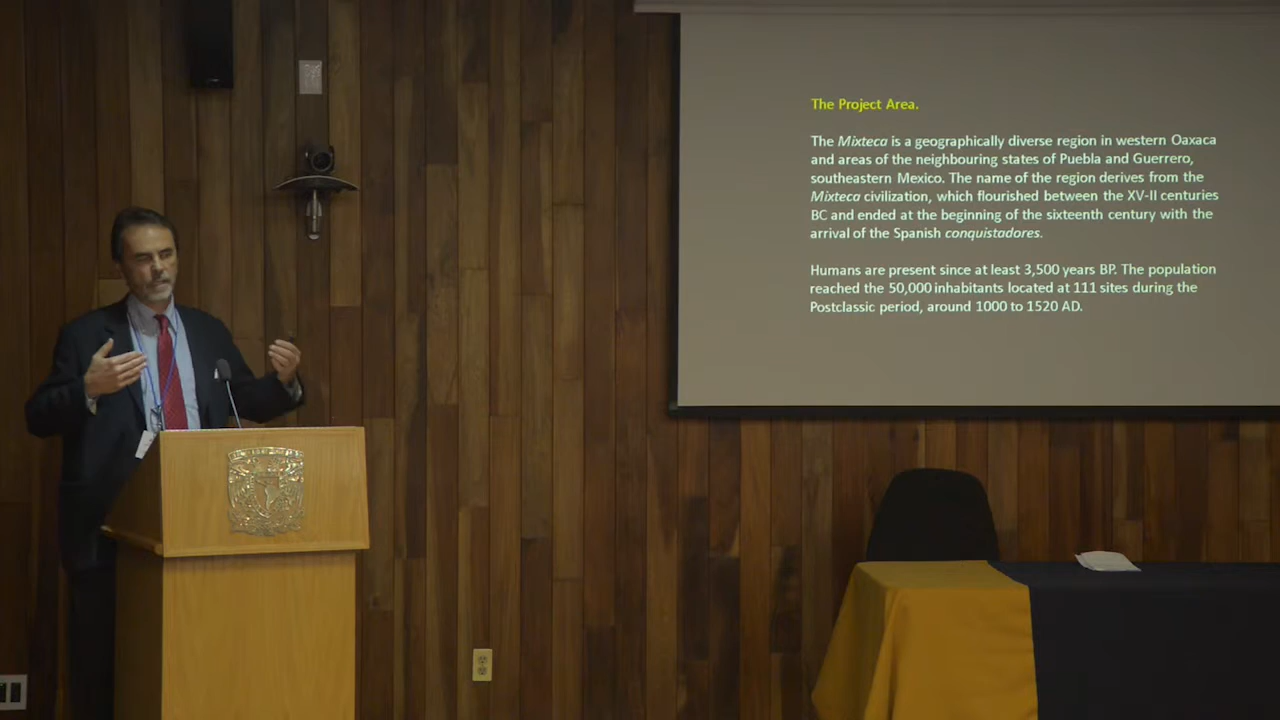 The Project Area.
The Mixteca is a geographically diverse region in western Oaxaca
and areas of the neighbouring states of Puebla and Guerrero,
southeastern Mexico. The name of the region derives from the
Mixteca civilization, which flourished between the XV-II centuries
BC and ended at the beginning of the sixteenth century with the
arrival of the Spanish conquistadores.
Humans are present since at least 3,500 years BP. The population
reached the 50,000 inhabitants located at 111 sites during the
Postclassic period, around 1000 to 1520 AD.